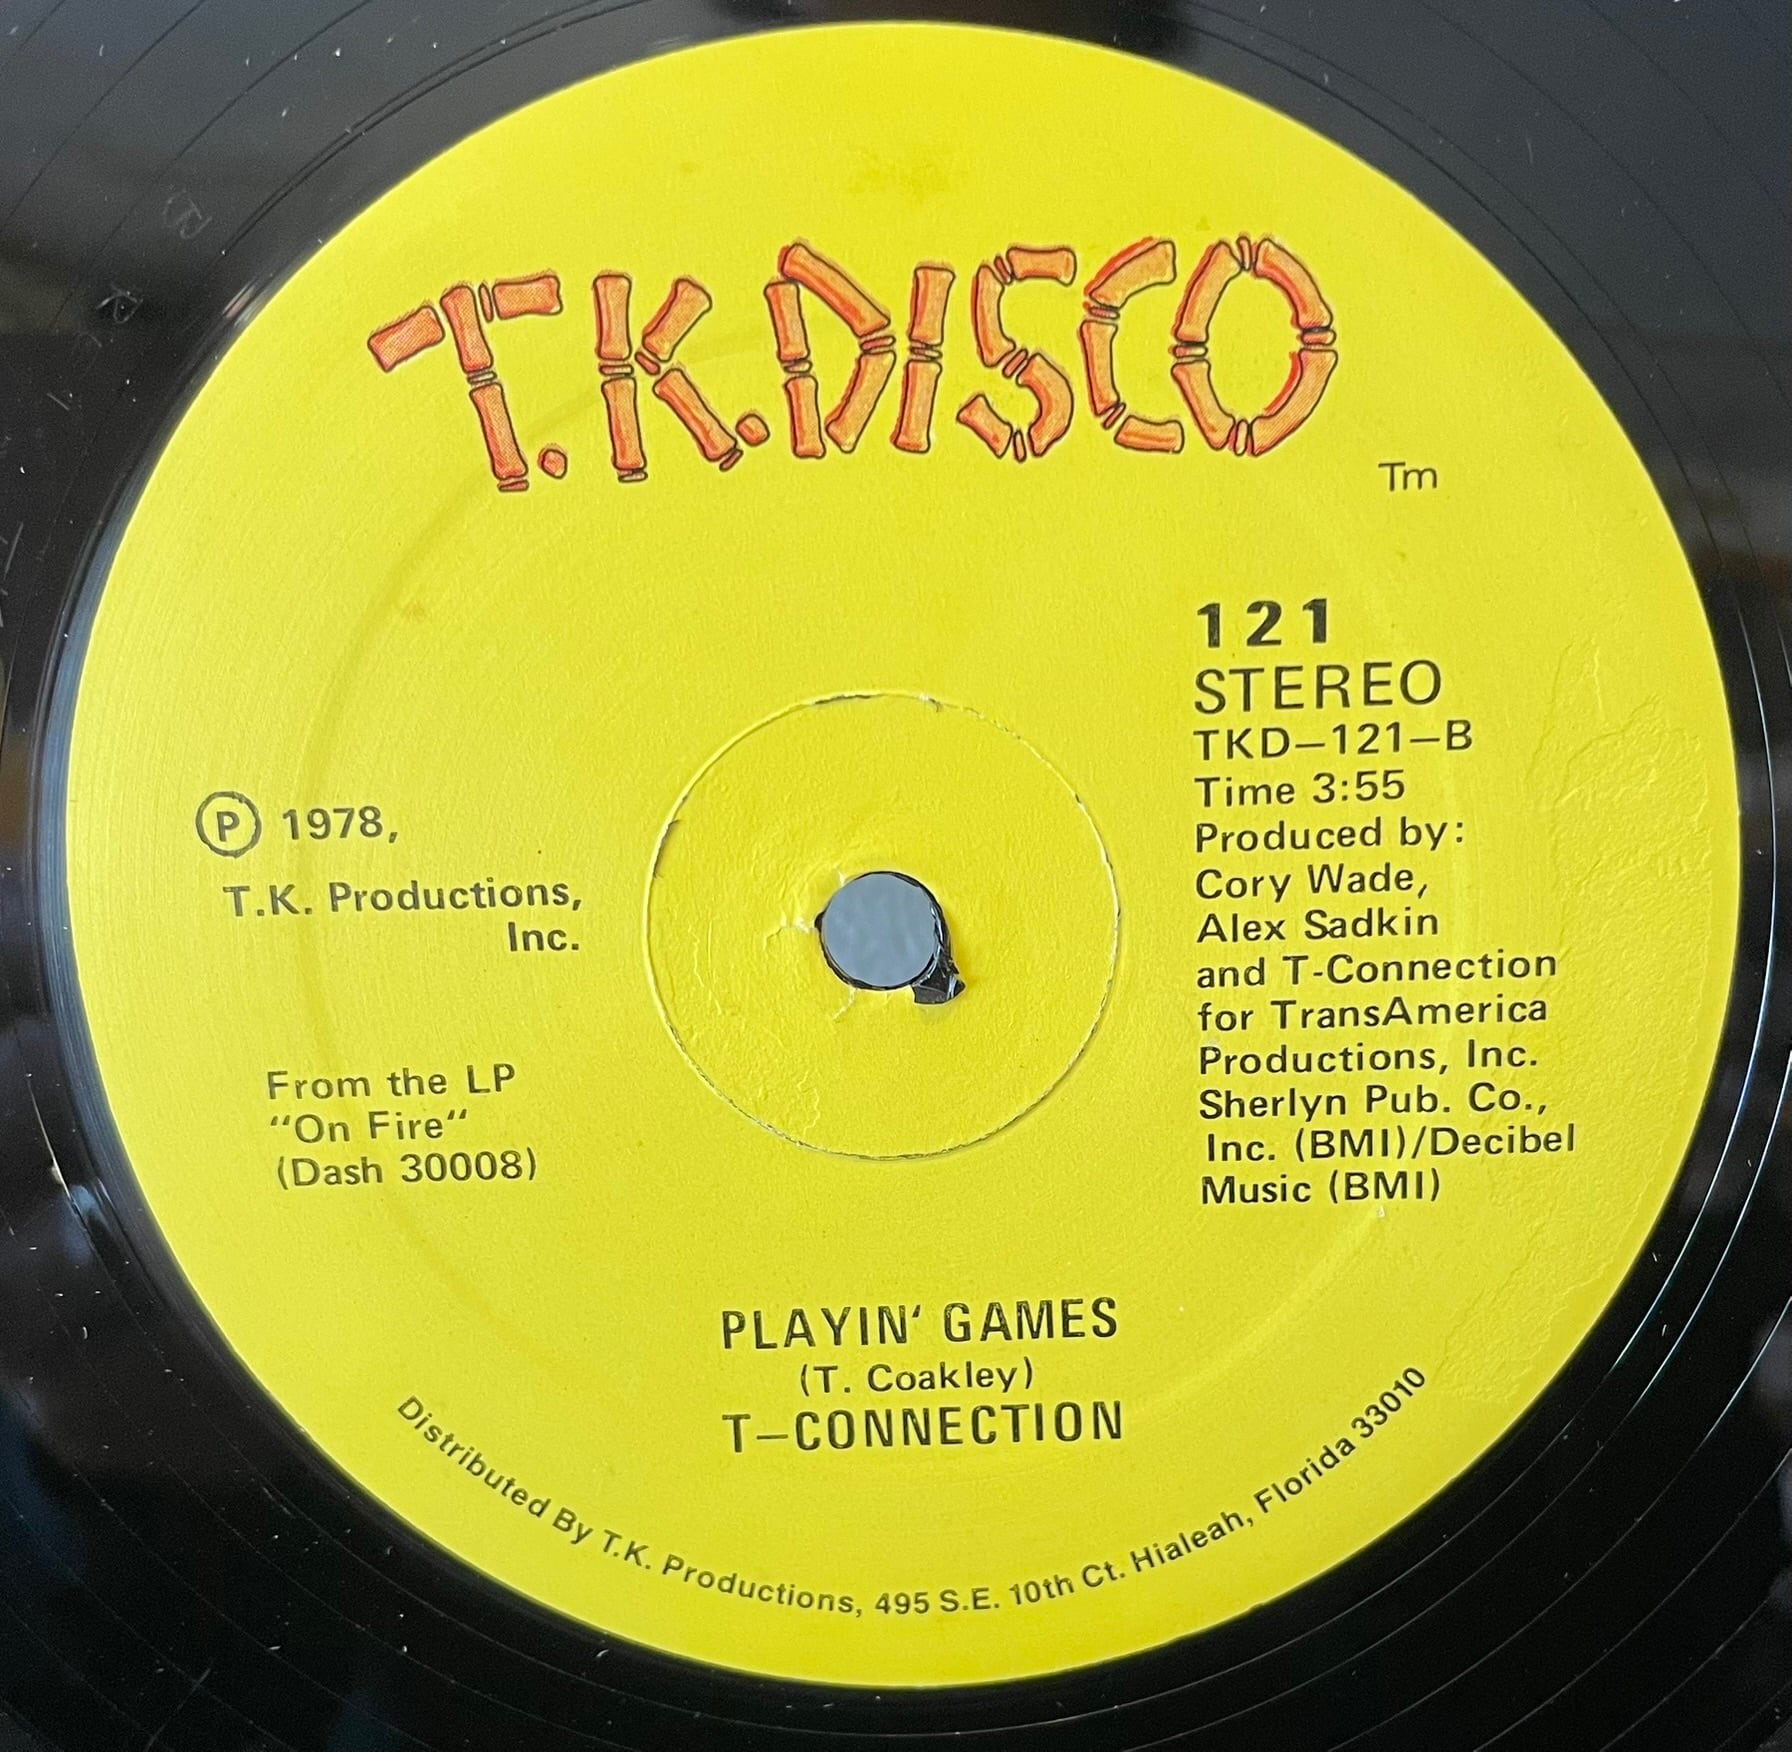 T.K.DISCO
Tm
121
STEREO
TKD—121—B
Time 3:55
Produced by:
Cory Wade,
Alex Sadkin
and T-Connection
for TransAmerica
Productions, Inc.
Sherlyn Pub. Co.,
Inc. (BMI)/Decibel
Music (BMI)
Ⓟ 1978,
T.K. Productions,
Inc.
From the LP
"On Fire"
(Dash 30008)
PLAYIN' GAMES
(T. Coakley)
T—CONNECTION
Distributed By T.K. Productions, 495 S.E. 10th Ct. Hialeah, Florida 33010